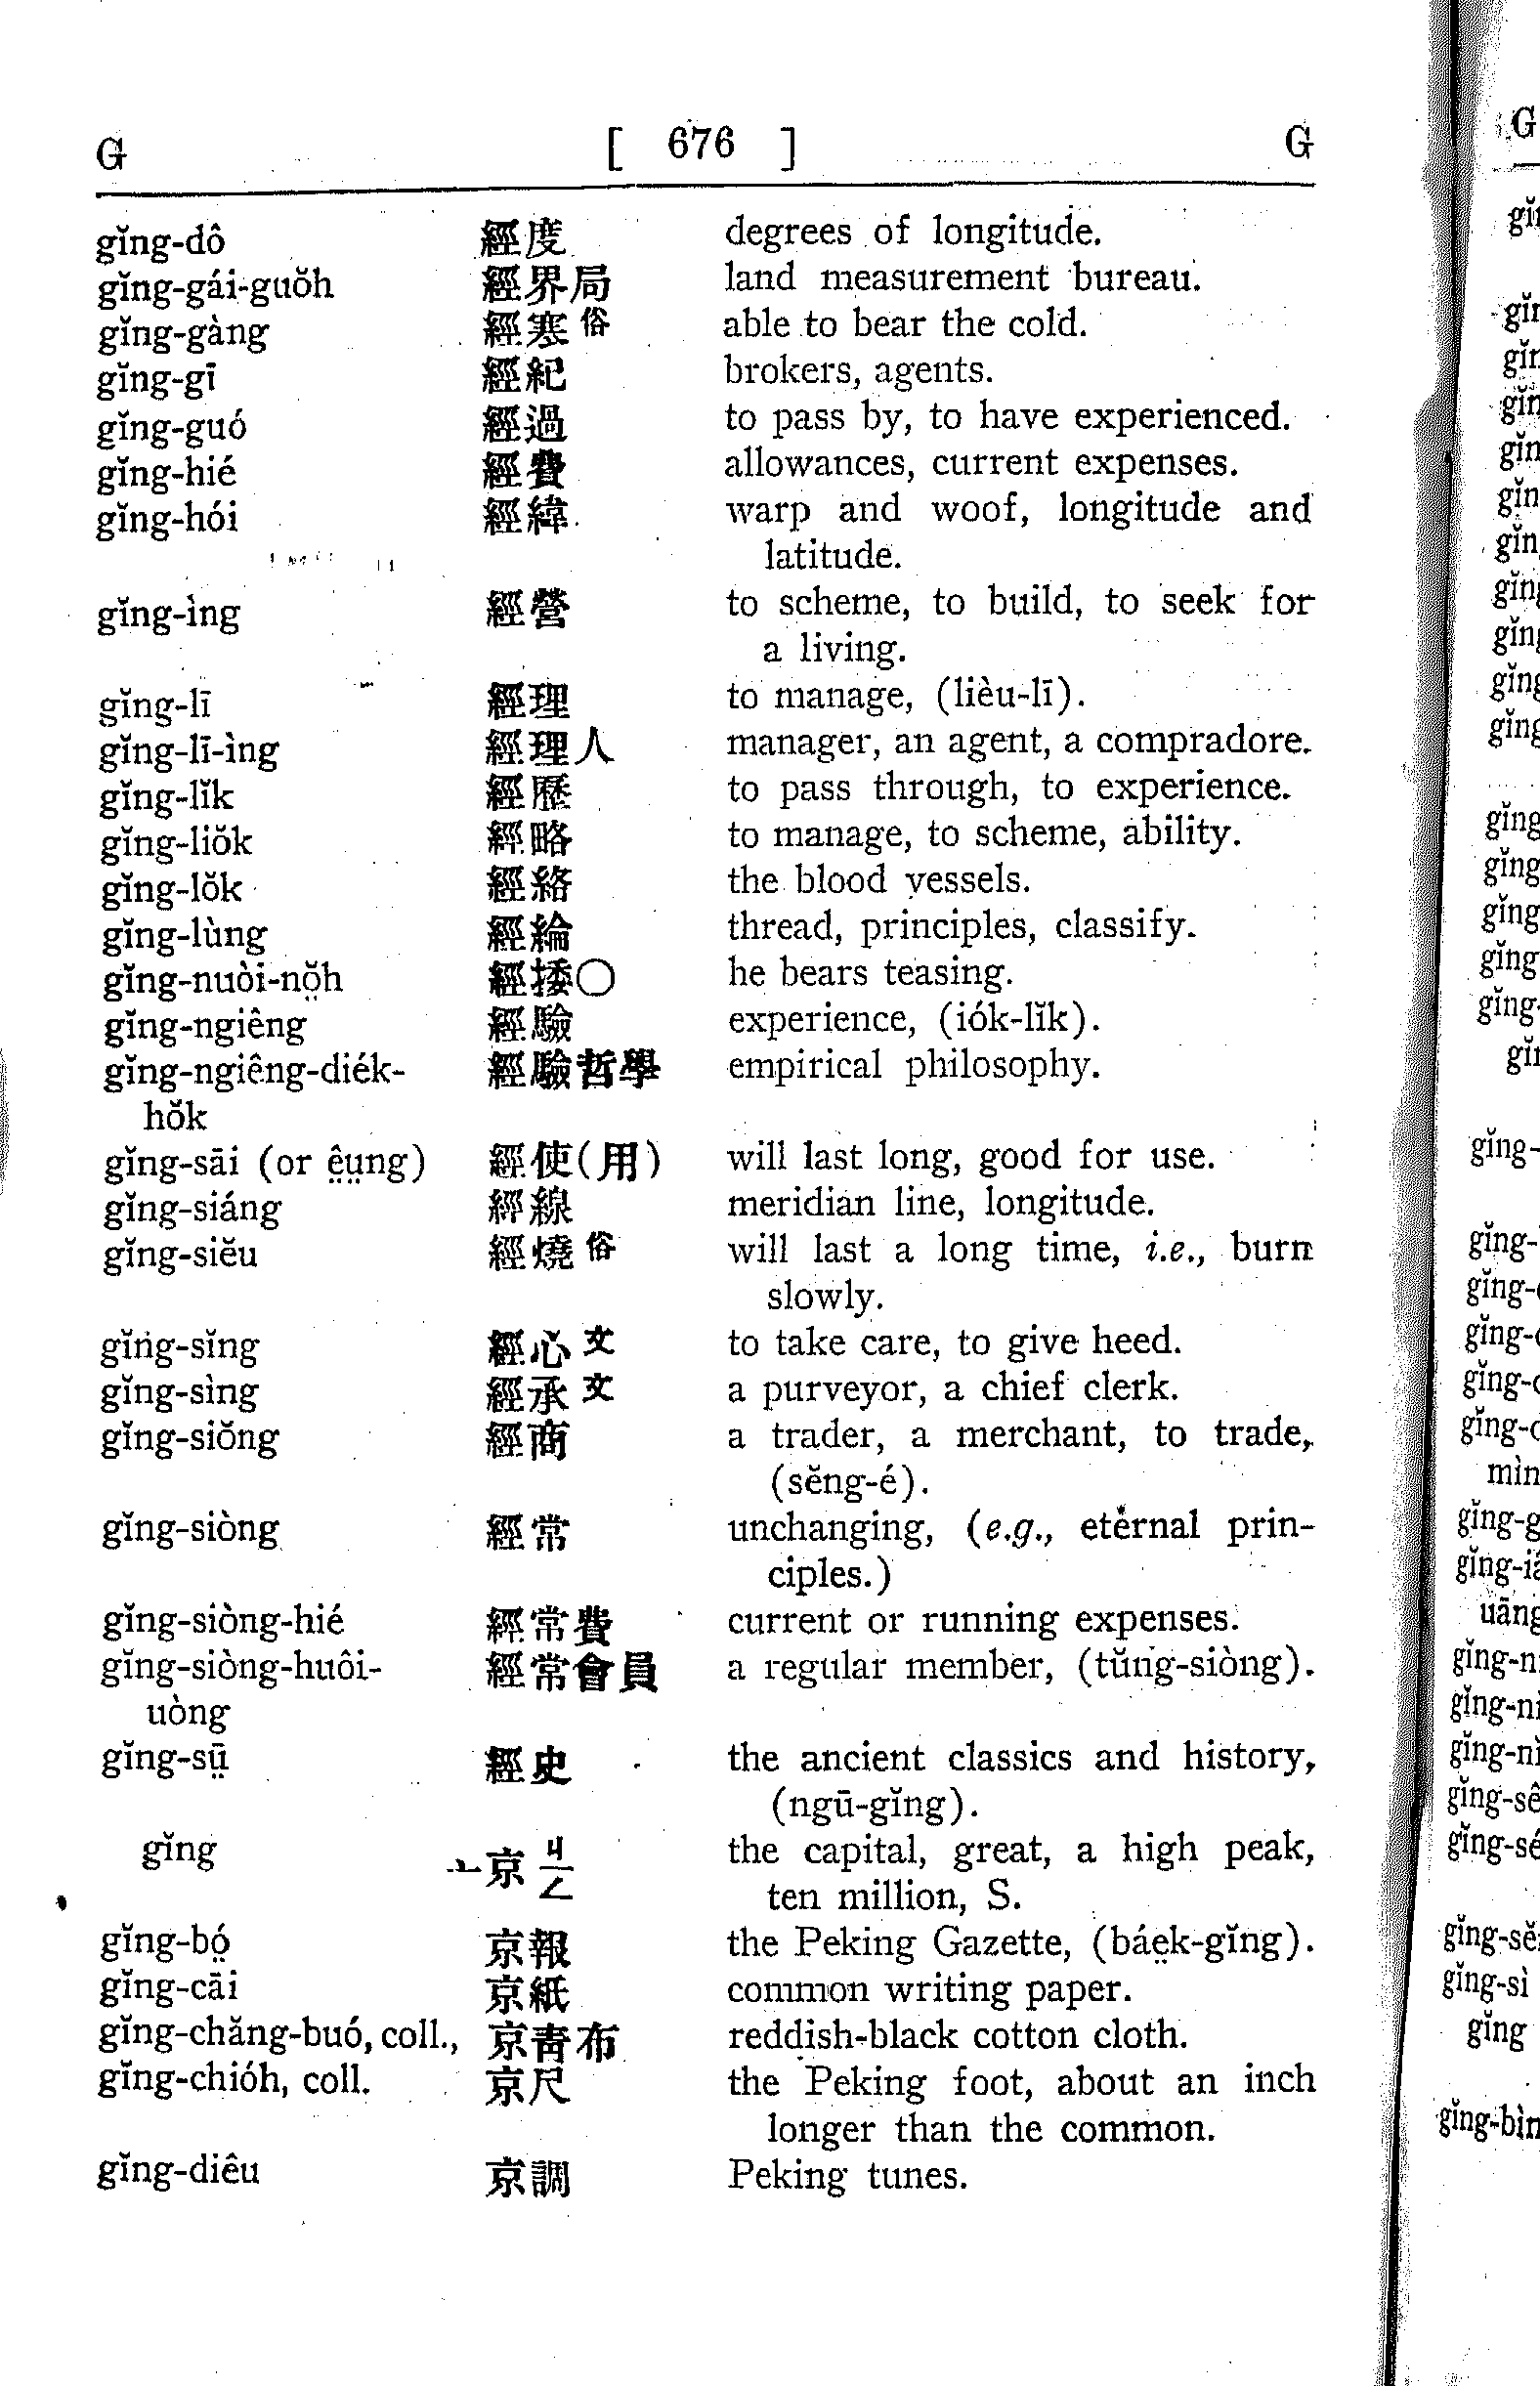 G [ 676 ] G
gĭng-dô 經度 degrees of longitude.
gĭng-gái-guŏh 經界局 land measurement bureau.
gĭng-gàng 經寒俗 able to bear the cold.
gĭng-gī 經紀 brokers, agents.
gĭng-guó 經過 to pass by, to have experienced.
gĭng-hié 經費 allowances, current expenses.
gĭng-hói 經緯 warp and woof, longitude and
latitude.
gĭng-ìng 經營 to scheme, to build, to seek for
a living.
gĭng-lī 經理 to manage, (lièu-lī).
gĭng-lī-ìng 經理人 manager, an agent, a compradore.
gĭng-lĭk 經歷 to pass through, to experience.
gĭng-liŏk 經略 to manage, to scheme, ability.
gĭng-lŏk 經絡 the blood vessels.
gĭng-lùng 經綸 thread, principles, classify.
gĭng-nuòi-nŏ̤h 經捼〇 he bears teasing.
gĭng-ngiêng 經驗 experience, (iók-lĭk).
gĭng-ngiêng-diék- 經驗哲學 empirical philosophy.
hŏk
gĭng-sāi (or ê̤ṳng) 經使(用) will last long, good for use.
gĭng-siáng 經線 meridian line, longitude.
gĭng-siĕu 經燒俗 will last a long time, i.e., burn
slowly.
gĭng-sĭng 經心文 to take care, to give heed.
gĭng-sìng 經承文 a purveyor, a chief clerk.
gĭng-siŏng 經商 a trader, a merchant, to trade,
(sĕng-é).
gĭng-siòng 經常 unchanging, (e.g., eternal prin-
ciples.)
gĭng-siòng-hié 經常費 current or running expenses.
gĭng-siòng-huôi- 經常會員 a regular member, (tŭng-siòng).
uòng
gĭng-sṳ̄ 經史 the ancient classics and history,
(ngū-gĭng).
gĭng 亠京ㄐㄥ the capital, great, a high peak,
ten million, S.
gĭng-bó̤ 京報 the Peking Gazette, (báe̤k-gĭng).
gĭng-cāi 京紙 common writing paper.
gĭng-chăng-buó, coll., 京靑布 reddish-black cotton cloth.
gĭng-chióh, coll. 京尺 the Peking foot, about an inch
longer than the common.
gĭng-diêu 京調 Peking tunes.